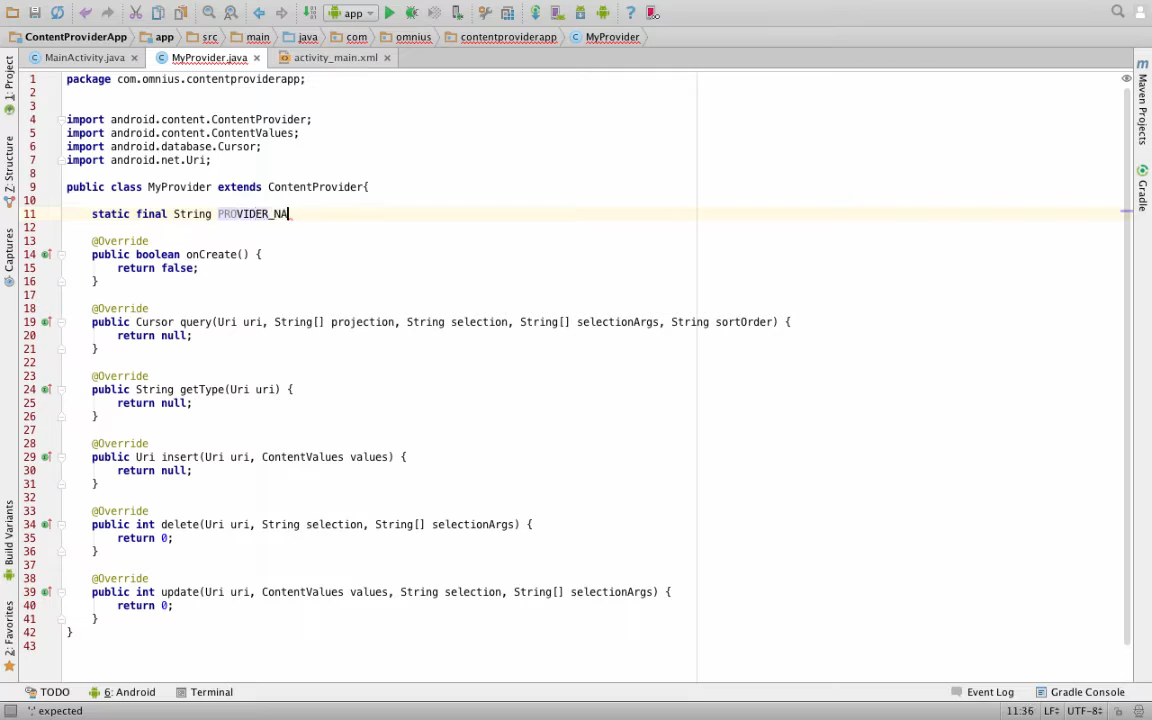 app
ContentProviderApp app src main java com omnius contentproviderapp MyProvider
MainActivity.java MyProvider.java activity_main.xml
1: Project
Z: Structure
Captures
Build Variants
2: Favorites
1 package com.omnius.contentproviderapp;
2
3
4 import android.content.ContentProvider;
5 import android.content.ContentValues;
6 import android.database.Cursor;
7 import android.net.Uri;
8
9 public class MyProvider extends ContentProvider{
10
11 static final String PROVIDER_NA
12
13 @Override
14 public boolean onCreate() {
15 return false;
16 }
17
18 @Override
19 public Cursor query(Uri uri, String[] projection, String selection, String[] selectionArgs, String sortOrder) {
20 return null;
21 }
22
23 @Override
24 public String getType(Uri uri) {
25 return null;
26 }
27
28 @Override
29 public Uri insert(Uri uri, ContentValues values) {
30 return null;
31 }
32
33 @Override
34 public int delete(Uri uri, String selection, String[] selectionArgs) {
35 return 0;
36 }
37
38 @Override
39 public int update(Uri uri, ContentValues values, String selection, String[] selectionArgs) {
40 return 0;
41 }
42 }
43
Maven Projects
Gradle
TODO 6: Android Terminal Event Log Gradle Console
';' expected 11:36 LF UTF-8